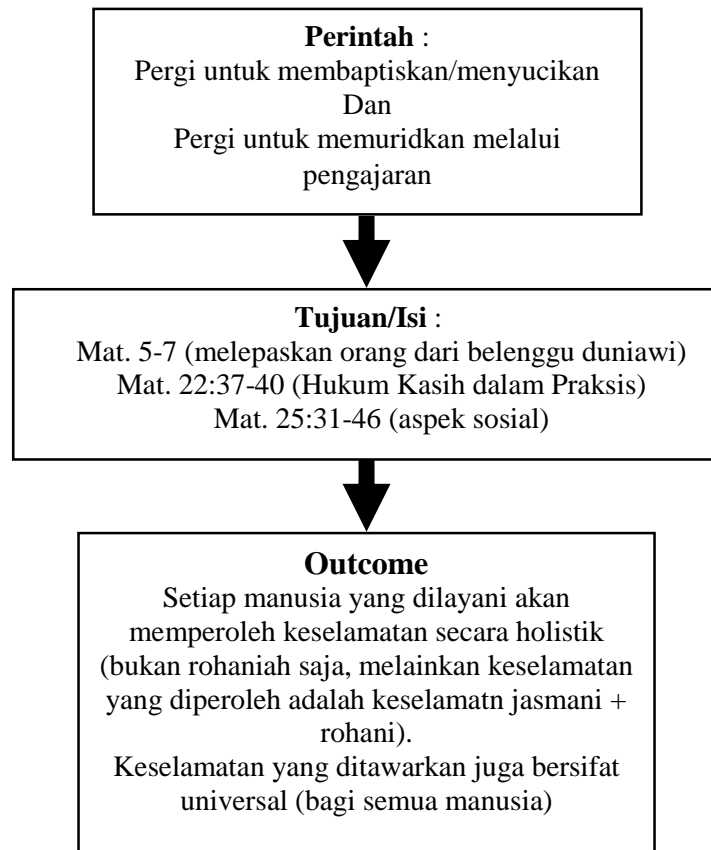 Perintah :
Pergi untuk membaptiskan/menyucikan
Dan
Pergi untuk memuridkan melalui
pengajaran
Tujuan/Isi :
Mat. 5-7 (melepaskan orang dari belenggu duniawi)
Mat. 22:37-40 (Hukum Kasih dalam Praksis)
Mat. 25:31-46 (aspek sosial)
Outcome
Setiap manusia yang dilayani akan
memperoleh keselamatan secara holistik
(bukan rohaniah saja, melainkan keselamatan
yang diperoleh adalah keselamatn jasmani +
rohani).
Keselamatan yang ditawarkan juga bersifat
universal (bagi semua manusia)